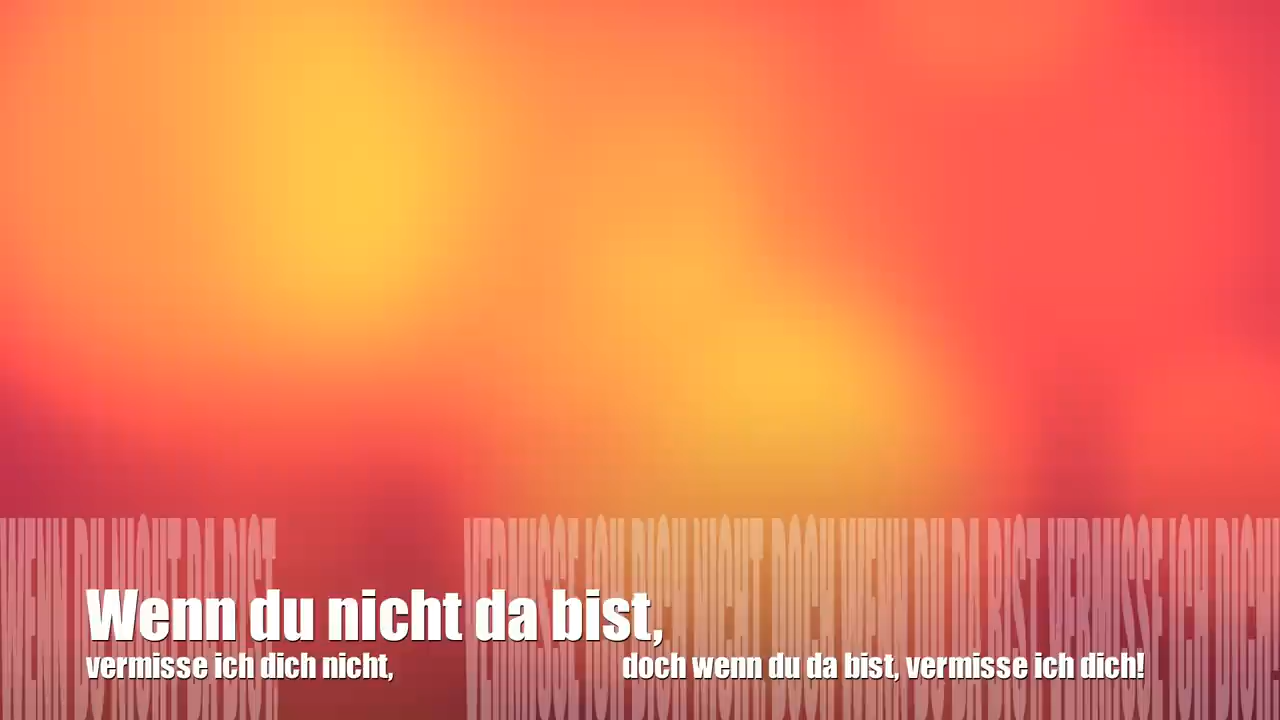 WENN DU NICHT DA BIST VERMISSE ICH DICH NICHT DOCH WENN DU DA BIST VERMISSE ICH DICH
Wenn du nicht da bist,
vermisse ich dich nicht, doch wenn du da bist, vermisse ich dich!